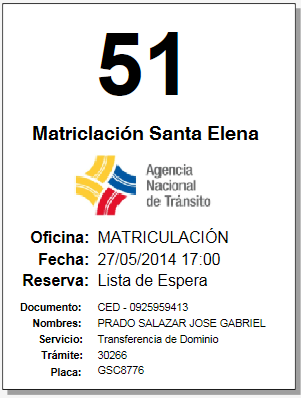 51
Matriclación Santa Elena
Agencia
Nacional
de Tránsito
Oficina: MATRICULACIÓN
Fecha: 27/05/2014 17:00
Reserva: Lista de Espera
Documento: CED - 0925959413
Nombres: PRADO SALAZAR JOSE GABRIEL
Servicio: Transferencia de Dominio
Trámite: 30266
Placa: GSC8776